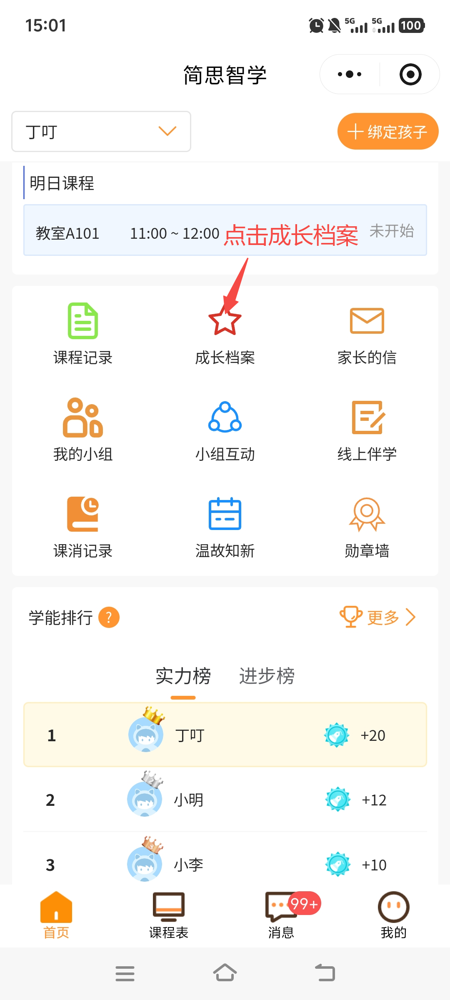 15:01
5G 5G 100
简思智学
丁叮
绑定孩子
明日课程
教室A101 11:00 ~ 12:00 点击成长档案 未开始
课程记录 成长档案 家长的信
我的小组 小组互动 线上伴学
课消记录 温故知新 勋章墙
学能排行 ? 更多
实力榜 进步榜
1 1 丁叮 +20
2 2 小明 +12
3 3 小李 +10
99+
首页 课程表 消息 我的